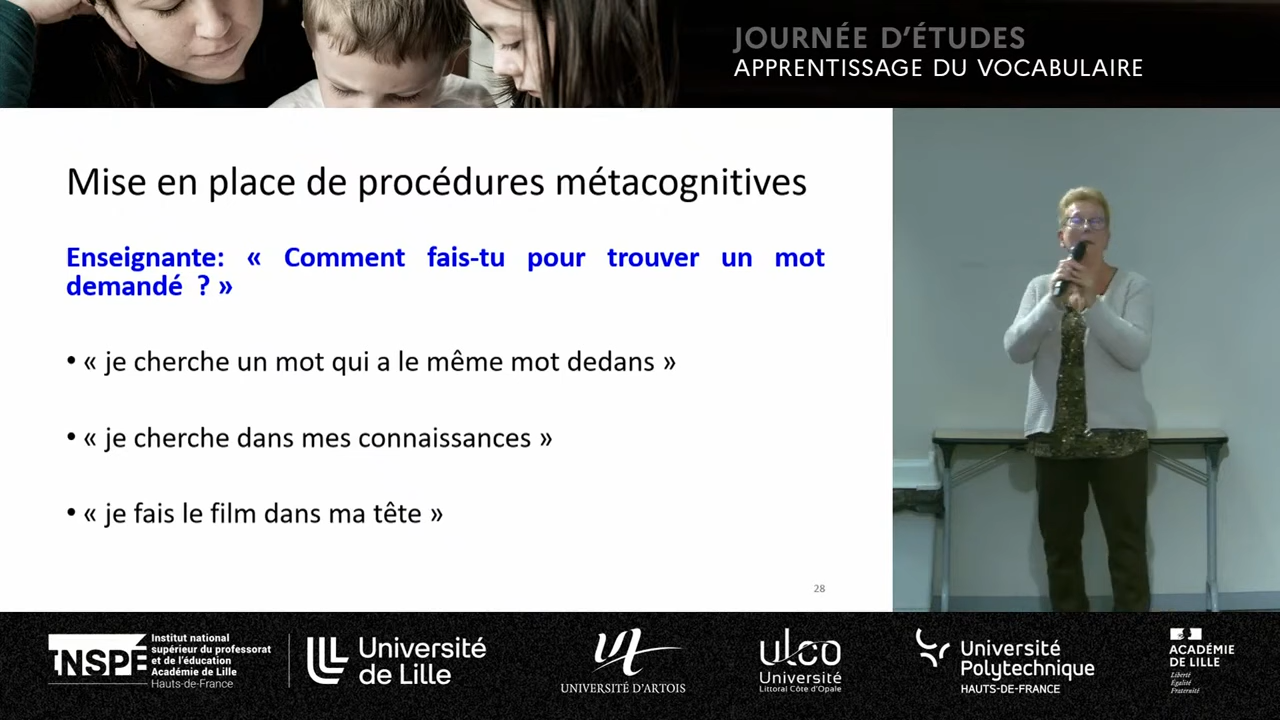 JOURNÉE D'ÉTUDES
APPRENTISSAGE DU VOCABULAIRE
Mise en place de procédures métacognitives
Enseignante: « Comment fais-tu pour trouver un mot
demandé ? »
• « je cherche un mot qui a le même mot dedans »
• « je cherche dans mes connaissances »
• « je fais le film dans ma tête »
28
INSPÉ
Institut national
supérieur du professorat
et de l'éducation
Académie de Lille
Hauts-de-France
Université
de Lille
UNIVERSITÉ D'ARTOIS
ulco
Université
Littoral Côte d'Opale
Université
Polytechnique
HAUTS-DE-FRANCE
ACADÉMIE
DE LILLE
Liberté
Égalité
Fraternité